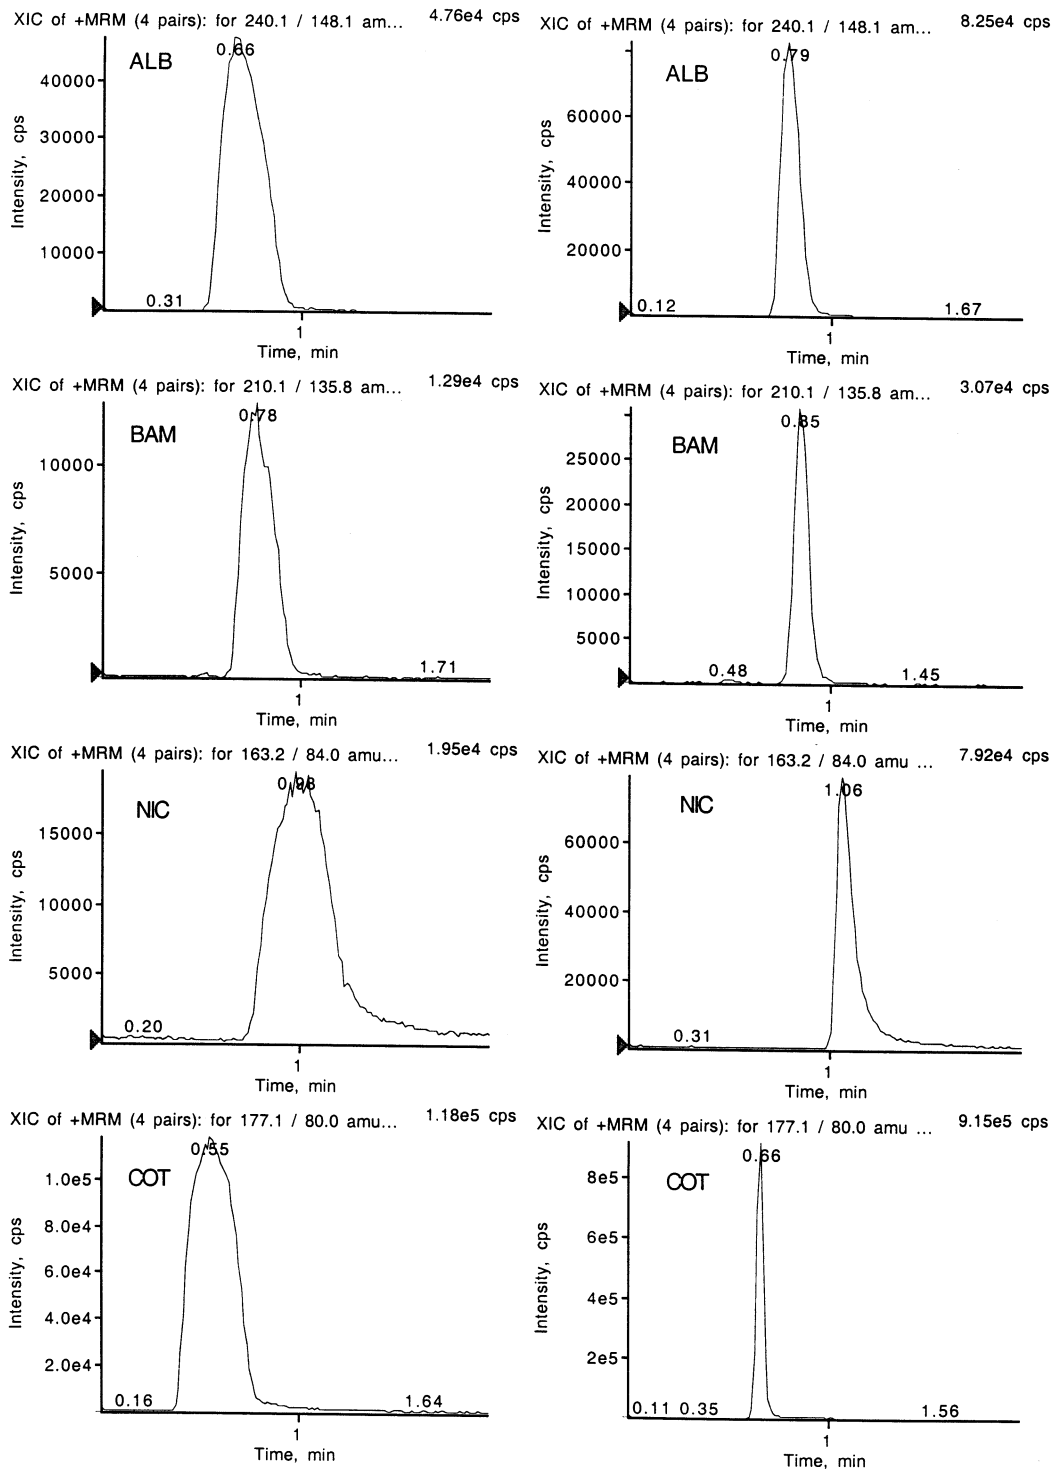 XIC of +MRM (4 pairs): for 240.1 / 148.1 am... 4.76e4 cps
0.66
ALB
40000
30000
20000
10000
Intensity, cps
0.31
1
Time, min
XIC of +MRM (4 pairs): for 240.1 / 148.1 am... 8.25e4 cps
0.79
ALB
60000
40000
20000
Intensity, cps
0.12
1.67
1
Time, min
XIC of +MRM (4 pairs): for 210.1 / 135.8 am... 1.29e4 cps
0.78
BAM
10000
5000
Intensity, cps
1.71
1
Time, min
XIC of +MRM (4 pairs): for 210.1 / 135.8 am... 3.07e4 cps
0.85
BAM
25000
20000
15000
10000
5000
Intensity, cps
0.48
1.45
1
Time, min
XIC of +MRM (4 pairs): for 163.2 / 84.0 amu... 1.95e4 cps
0.98
NIC
15000
10000
5000
Intensity, cps
0.20
1
Time, min
XIC of +MRM (4 pairs): for 163.2 / 84.0 amu ... 7.92e4 cps
1.06
NIC
60000
40000
20000
Intensity, cps
0.31
1
Time, min
XIC of +MRM (4 pairs): for 177.1 / 80.0 amu... 1.18e5 cps
0.55
COT
1.0e5
8.0e4
6.0e4
4.0e4
2.0e4
Intensity, cps
0.16
1.64
1
Time, min
XIC of +MRM (4 pairs): for 177.1 / 80.0 amu ... 9.15e5 cps
0.66
COT
8e5
6e5
4e5
2e5
Intensity, cps
0.11 0.35
1.56
1
Time, min